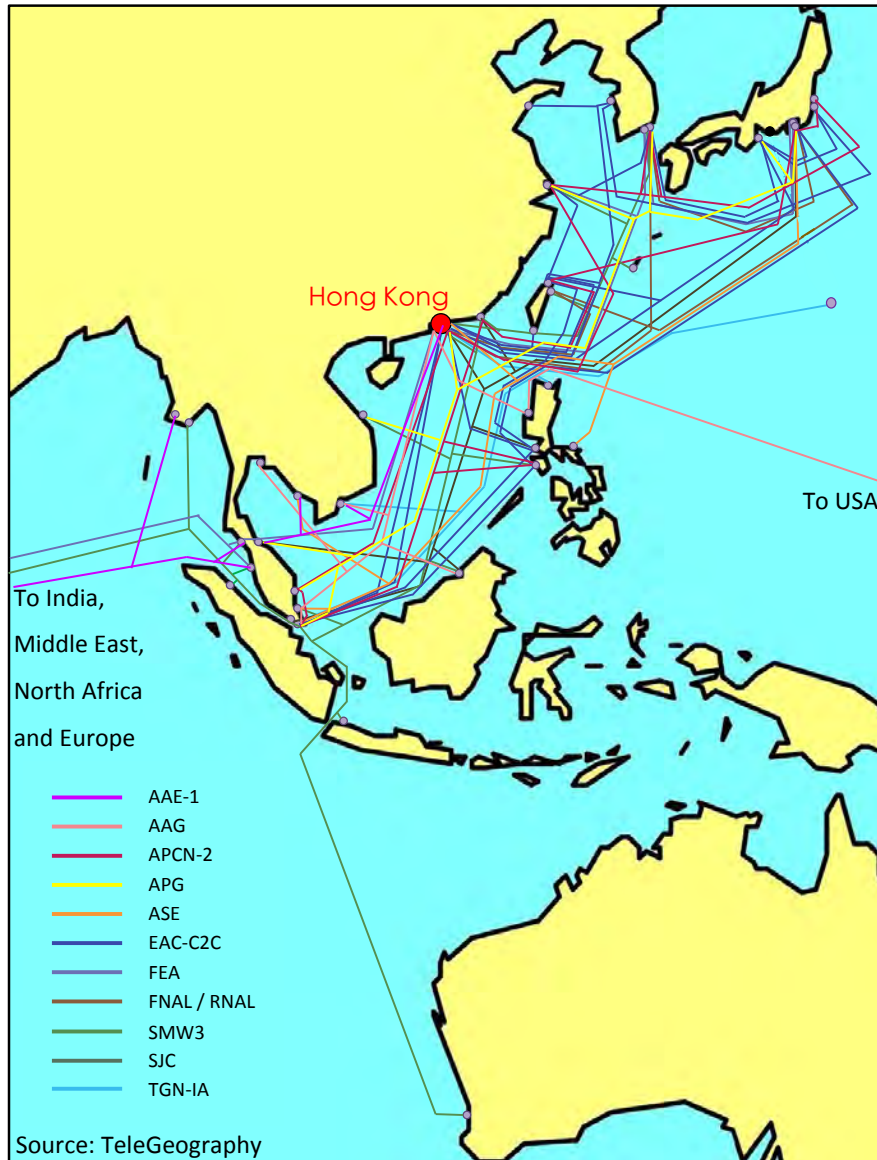 Hong Kong
To USA
To India,
Middle East,
North Africa
and Europe
AAE-1
AAG
APCN-2
APG
ASE
EAC-C2C
FEA
FNAL / RNAL
SMW3
SJC
TGN-IA
Source: TeleGeography